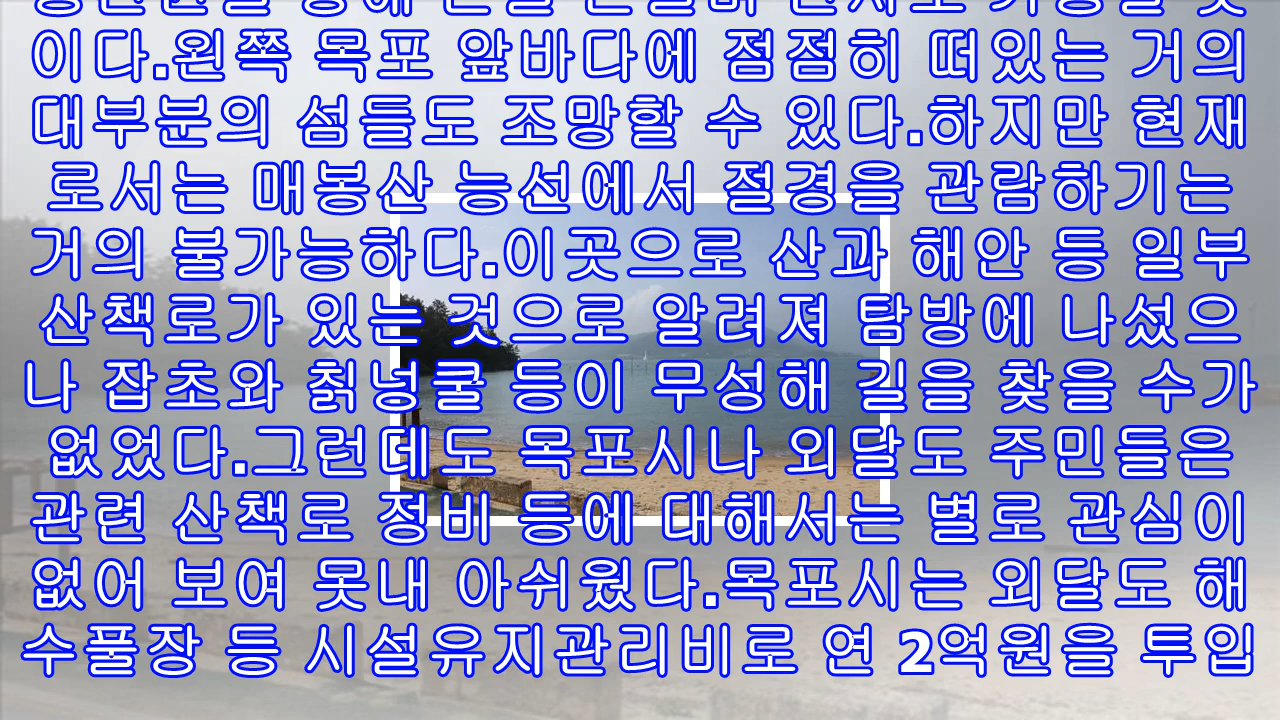 이다.왼쪽 목포 앞바다에 점점히 떠있는 거의
대부분의 섬들도 조망할 수 있다.하지만 현재
로서는 매봉산 능선에서 절경을 관람하기는
거의 불가능하다.이곳으로 산과 해안 등 일부
산책로가 있는 것으로 알려져 탐방에 나섰으
나 잡초와 칡넝쿨 등이 무성해 길을 찾을 수가
없었다.그런데도 목포시나 외달도 주민들은
관련 산책로 정비 등에 대해서는 별로 관심이
없어 보여 못내 아쉬웠다.목포시는 외달도 해
수풀장 등 시설유지관리비로 연 2억원을 투입